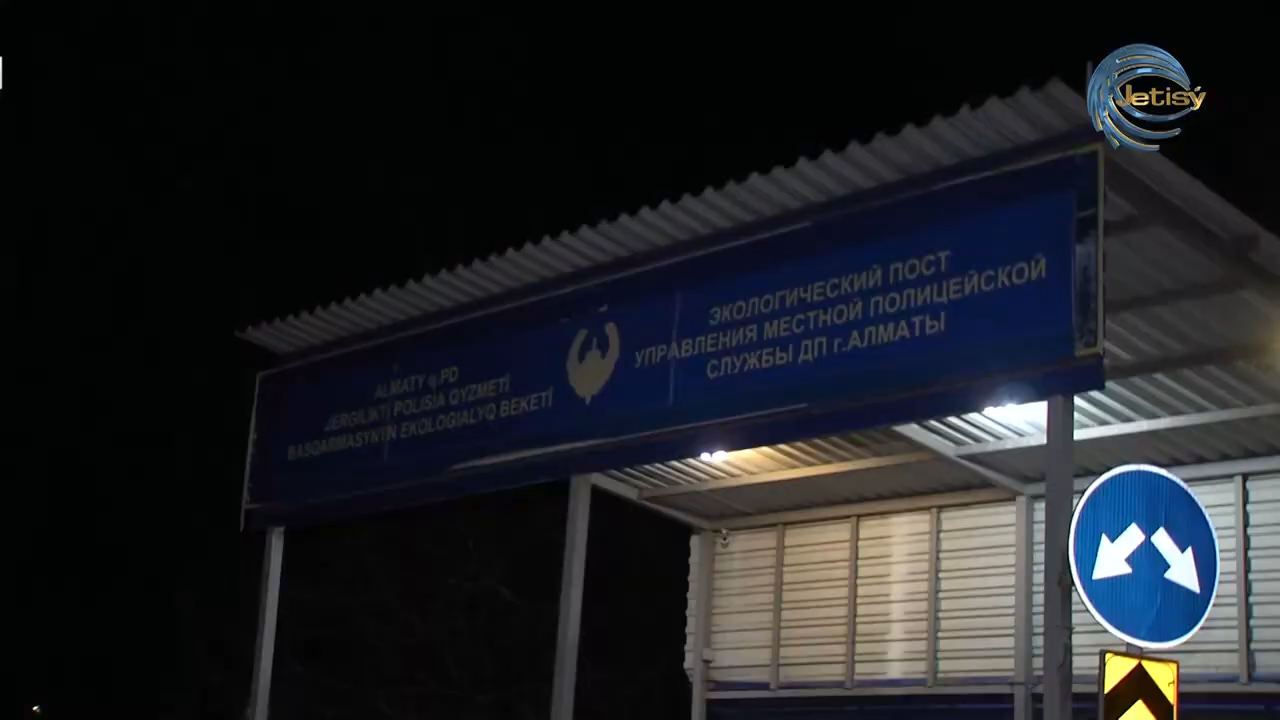 Jetisý
ALMATY q.PD
JERGILIKTI POLISIA QYZMETI
BASQARMASYNYŃ EKOLOGIALYQ BEKETI
ЭКОЛОГИЧЕСКИЙ ПОСТ
УПРАВЛЕНИЯ МЕСТНОЙ ПОЛИЦЕЙСКОЙ
СЛУЖБЫ ДП г.АЛМАТЫ